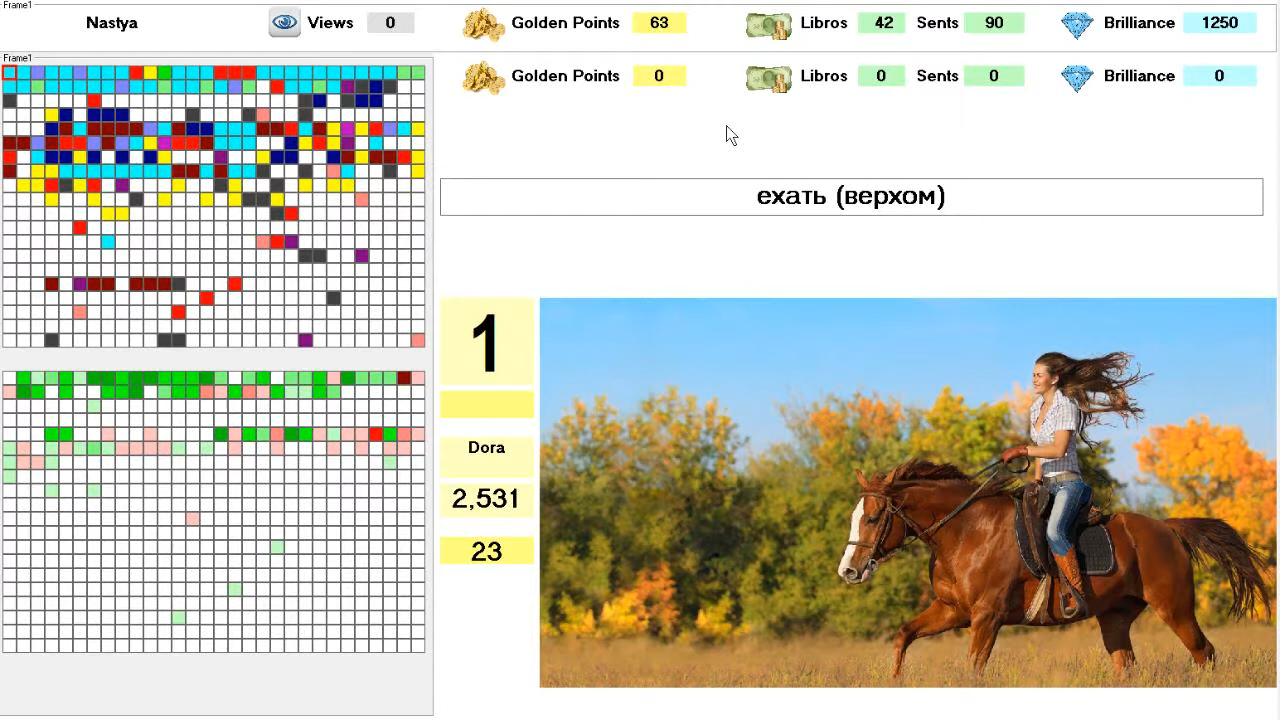 Frame1
Nastya Views 0 Golden Points 63 Libros 42 Sents 90 Brilliance 1250
Frame1
Golden Points 0 Libros 0 Sents 0 Brilliance 0
ехать (верхом)
1
Dora
2,531
23